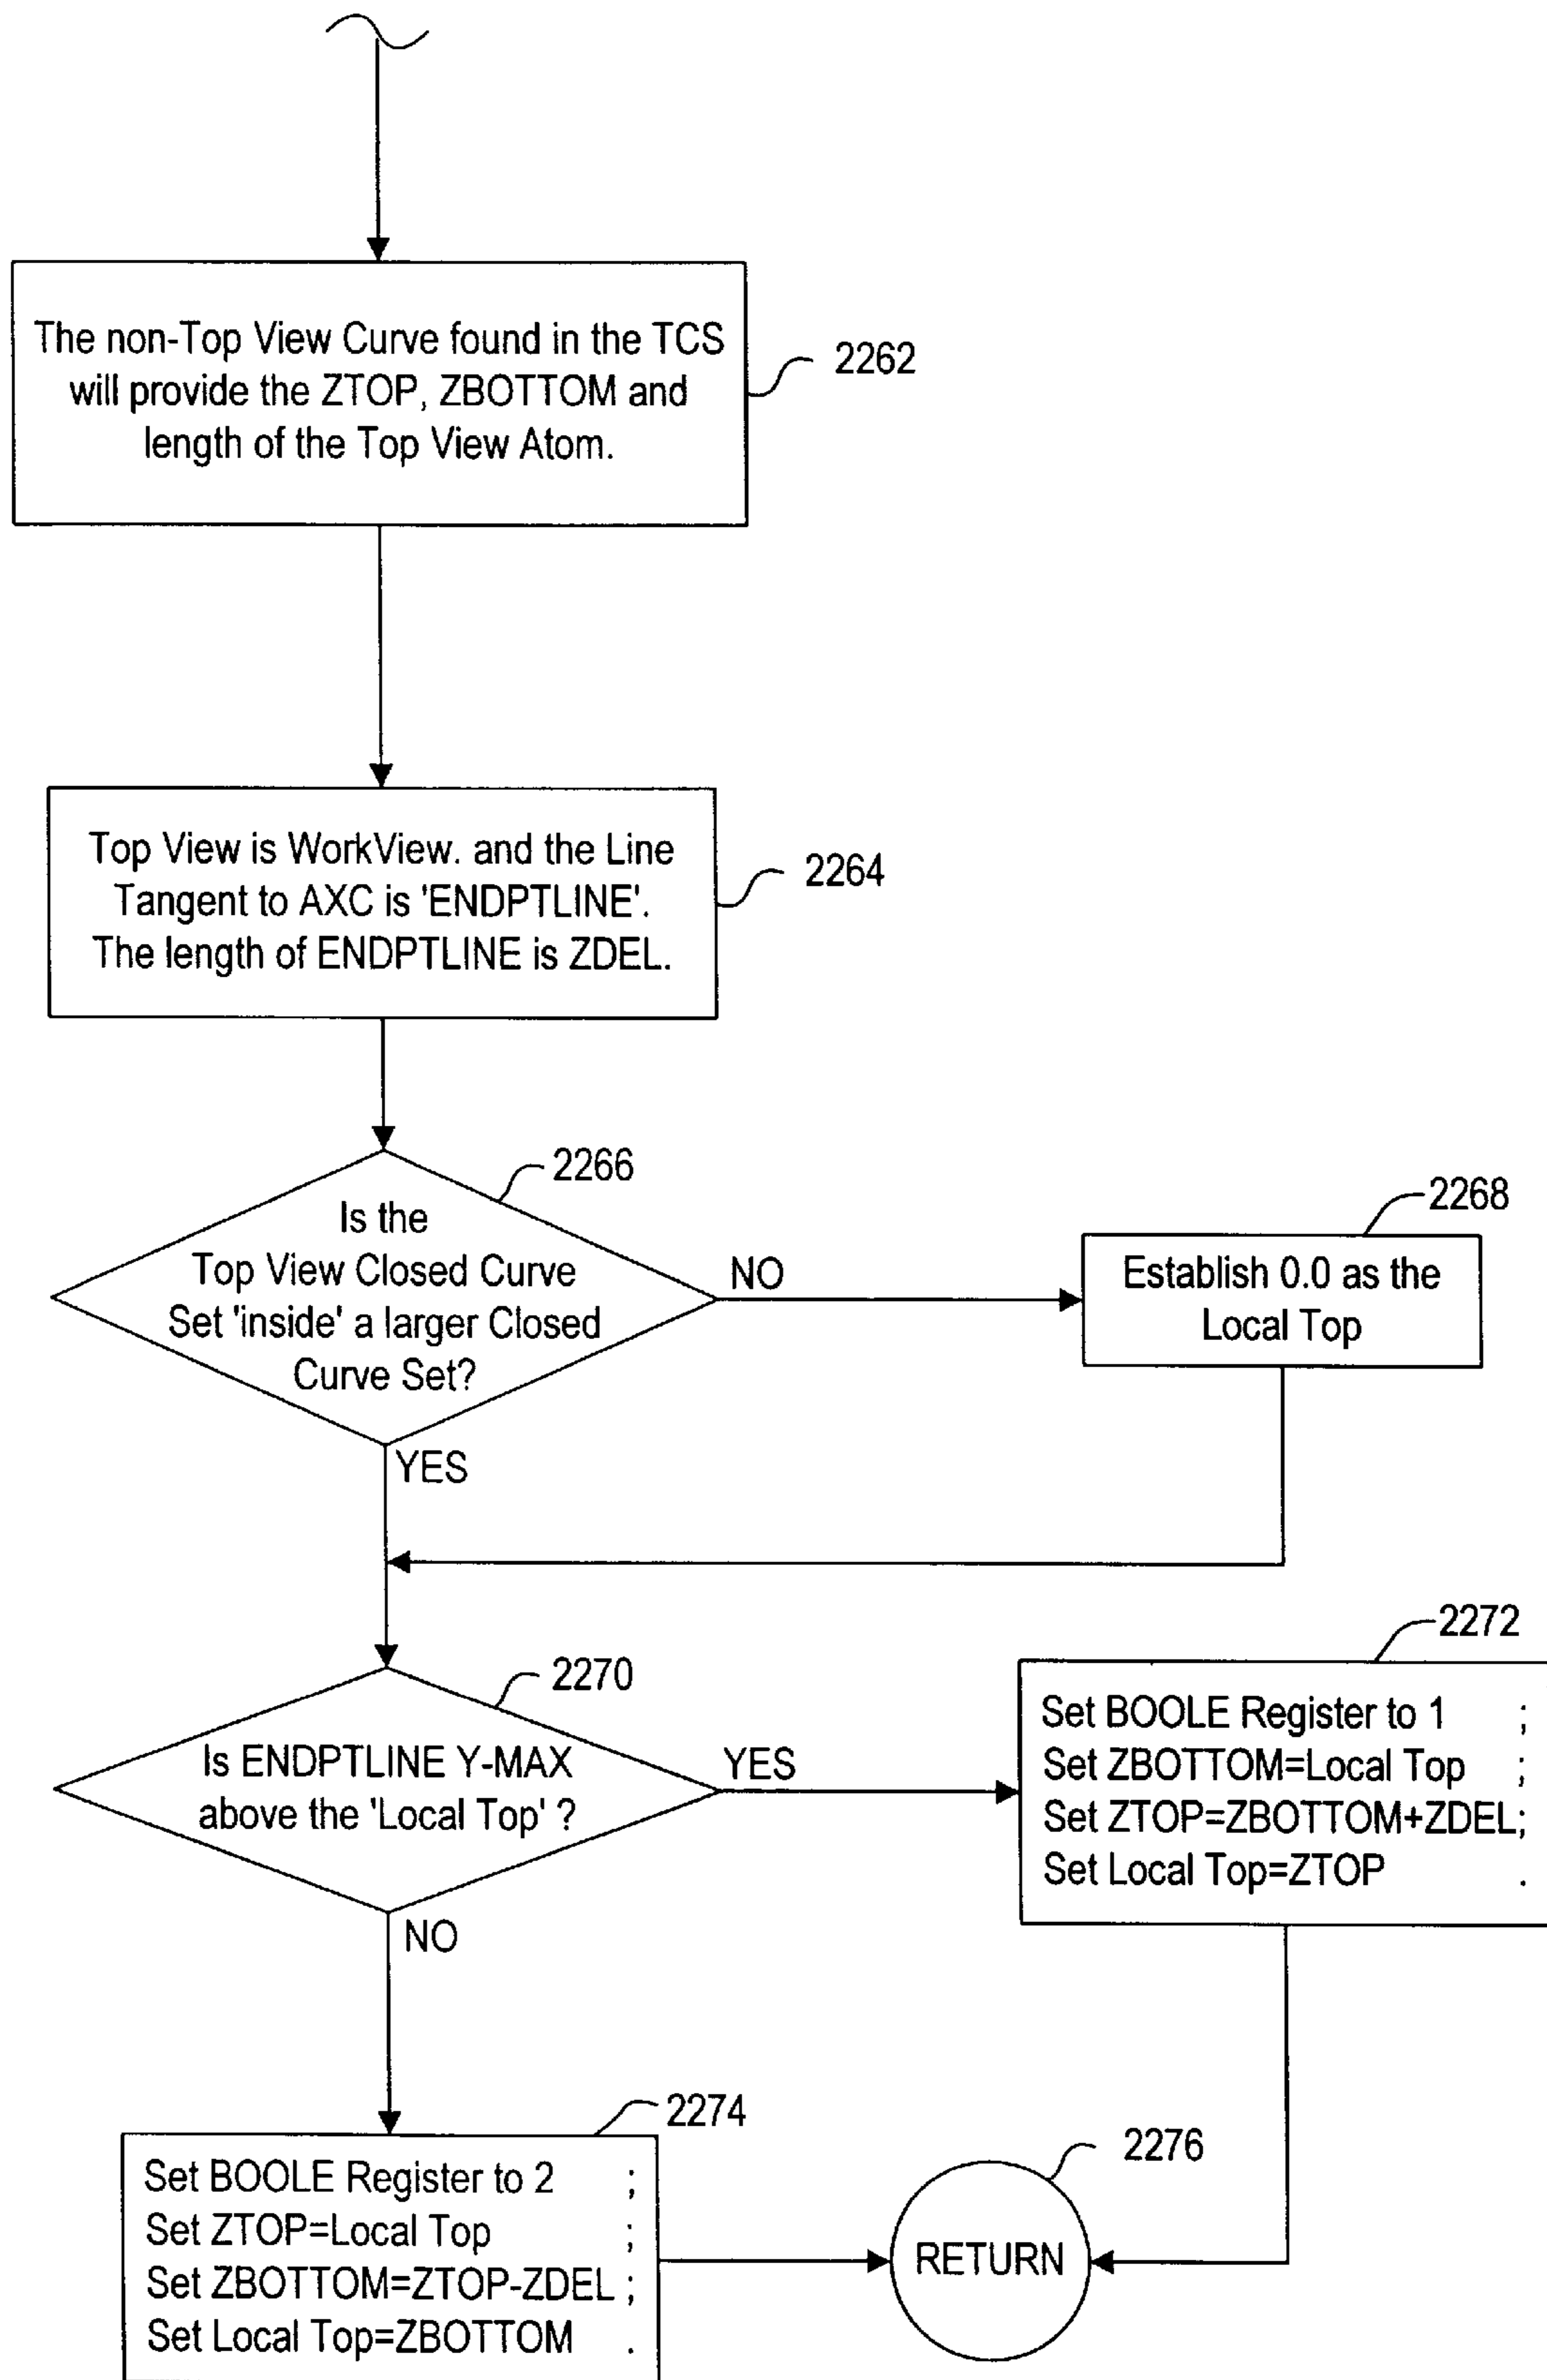 The non-Top View Curve found in the TCS
will provide the ZTOP, ZBOTTOM and
length of the Top View Atom.
2262
Top View is WorkView. and the Line
Tangent to AXC is 'ENDPTLINE'.
The length of ENDPTLINE is ZDEL.
2264
2266
Is the
Top View Closed Curve
Set 'inside' a larger Closed
Curve Set?
NO
2268
Establish 0.0 as the
Local Top
YES
2270
Is ENDPTLINE Y-MAX
above the 'Local Top' ?
YES
2272
Set BOOLE Register to 1 ;
Set ZBOTTOM=Local Top ;
Set ZTOP=ZBOTTOM+ZDEL;
Set Local Top=ZTOP .
NO
2274
Set BOOLE Register to 2 ;
Set ZTOP=Local Top ;
Set ZBOTTOM=ZTOP-ZDEL ;
Set Local Top=ZBOTTOM .
2276
RETURN